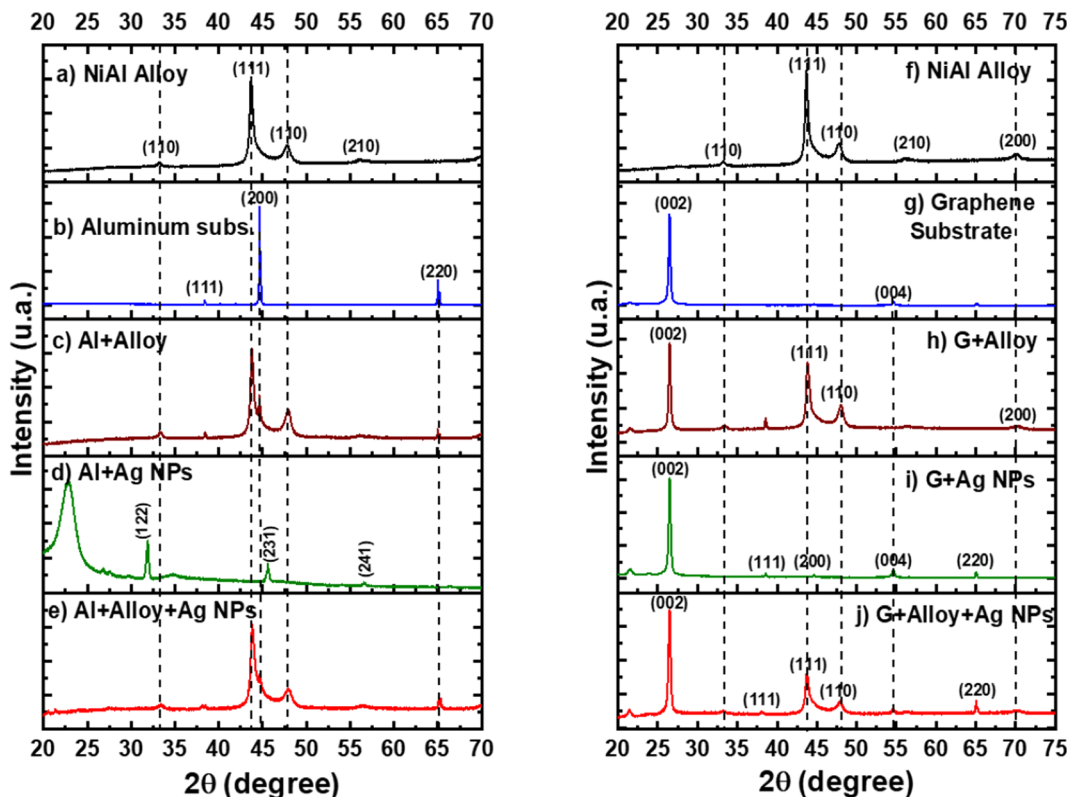 20 25 30 35 40 45 50 55 60 65 70
a) NiAl Alloy
(111)
(110)
(110)
(210)
b) Aluminum subs.
(200)
(111)
(220)
c) Al+Alloy
d) Al+Ag NPs
(122)
(231)
(241)
e) Al+Alloy+Ag NPs
20 25 30 35 40 45 50 55 60 65 70
2θ (degree)
Intensity (u.a.)
20 25 30 35 40 45 50 55 60 65 70 75
f) NiAl Alloy
(111)
(110)
(110)
(210)
(200)
g) Graphene
Substrate
(002)
(004)
h) G+Alloy
(002)
(111)
(110)
(200)
i) G+Ag NPs
(002)
(111) (200) (004) (220)
j) G+Alloy+Ag NPs
(002)
(111)
(111)
(110)
(220)
20 25 30 35 40 45 50 55 60 65 70 75
2θ (degree)
Intensity (u.a.)